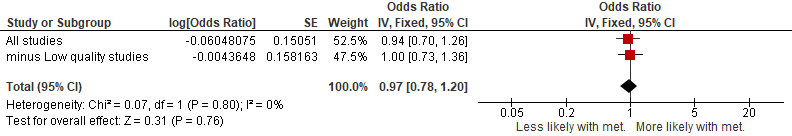 Odds Ratio Odds Ratio
Study or Subgroup log[Odds Ratio] SE Weight IV, Fixed, 95% CI IV, Fixed, 95% CI
All studies -0.06048075 0.15051 52.5% 0.94 [0.70, 1.26]
minus Low quality studies -0.0043648 0.158163 47.5% 1.00 [0.73, 1.36]
Total (95% CI) 100.0% 0.97 [0.78, 1.20]
Heterogeneity: Chi² = 0.07, df = 1 (P = 0.80); I² = 0%
Test for overall effect: Z = 0.31 (P = 0.76)
0.05 0.2 1 5 20
Less likely with met. More likely with met.